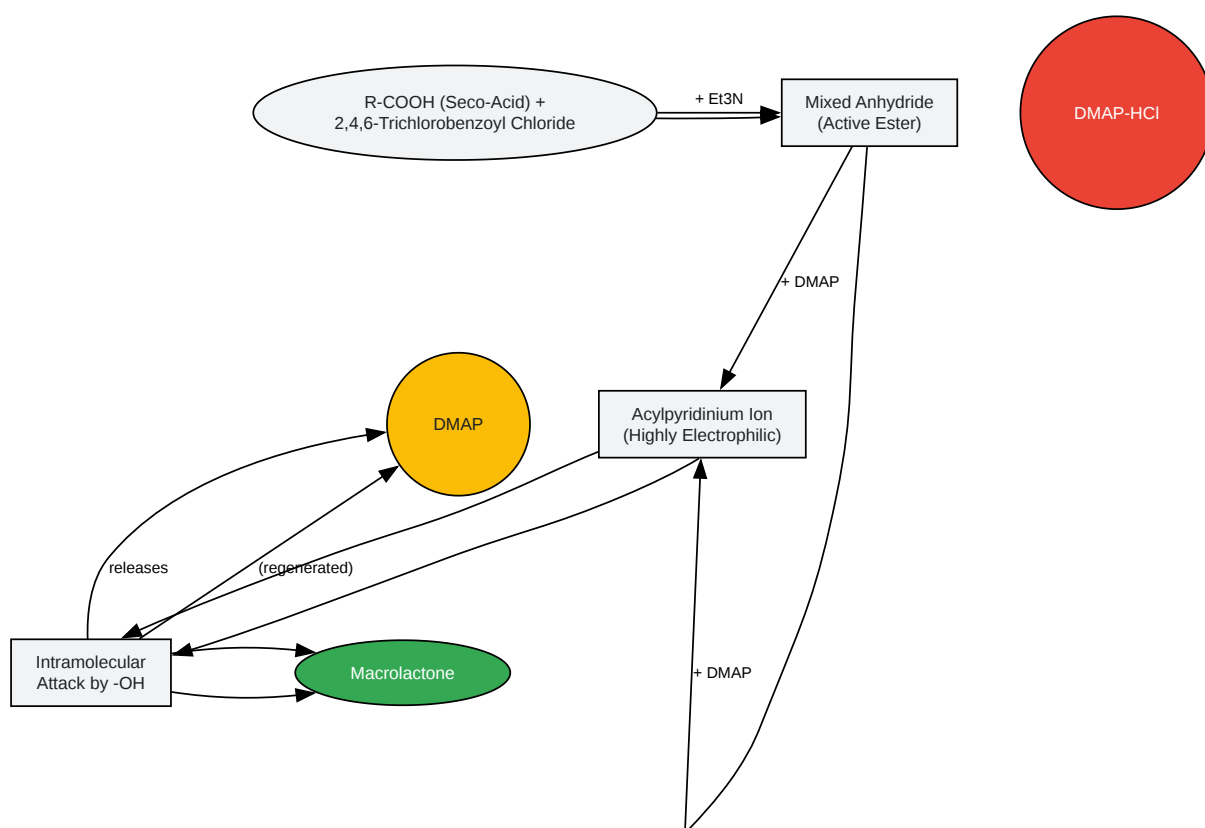 R-COOH (Seco-Acid) +
2,4,6-Trichlorobenzoyl Chloride
+ Et3N
Mixed Anhydride
(Active Ester)
DMAP-HCl
+ DMAP
Acylpyridinium Ion
(Highly Electrophilic)
DMAP
releases
(regenerated)
Intramolecular
Attack by -OH
Macrolactone
+ DMAP